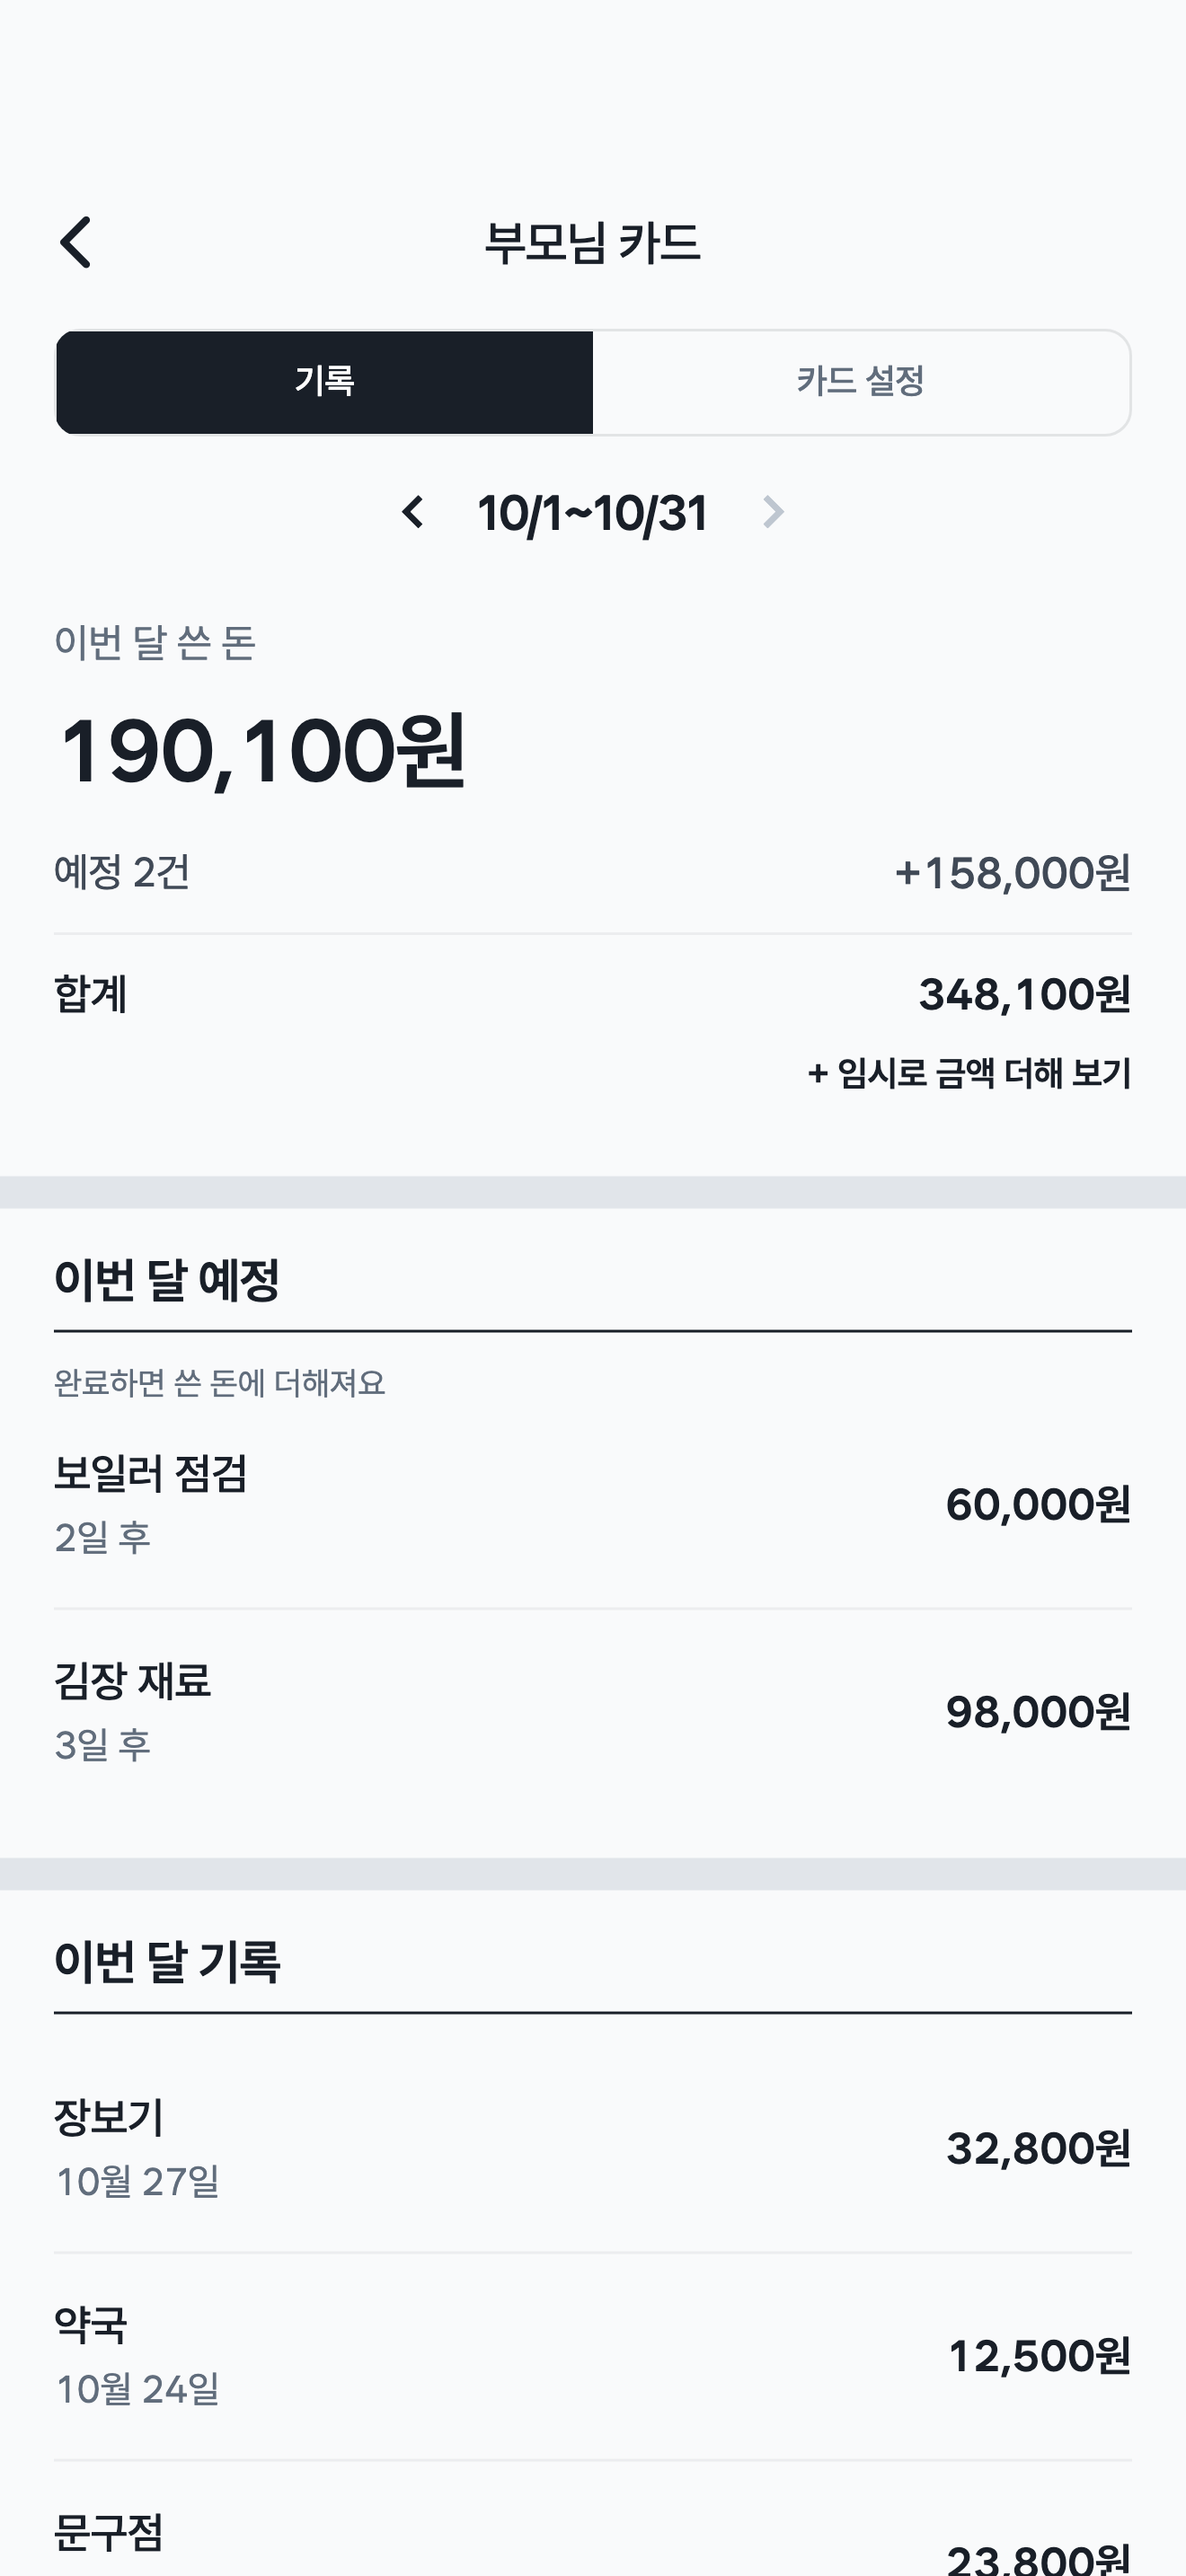 부모님 카드
기록
카드 설정
10/1~10/31
이번 달 쓴 돈
190,100원
예정 2건
+158,000원
합계
348,100원
+ 임시로 금액 더해 보기
이번 달 예정
완료하면 쓴 돈에 더해져요
보일러 점검
60,000원
2일 후
김장 재료
98,000원
3일 후
이번 달 기록
장보기
32,800원
10월 27일
약국
12,500원
10월 24일
문구점
23,800원